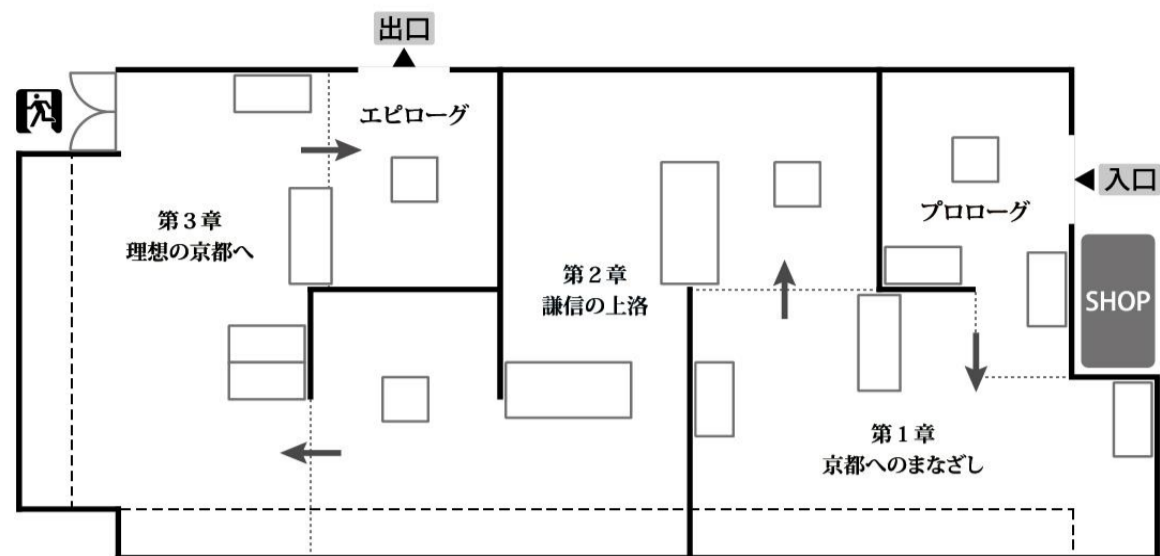 出口
エピローグ
入口
プロローグ
第3章
理想の京都へ
第2章
謙信の上洛
SHOP
第1章
京都へのまなざし